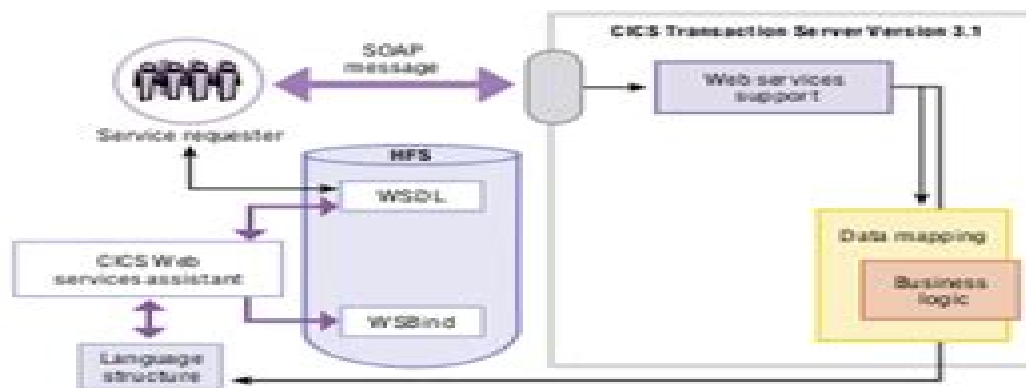 CICS Transaction Server Version 3.1
SOAP
message
Web services
support
Service requester
HFS
WSDL
CICS Web
services assistant
WSBind
Language
structure
Data mapping
Business
logic